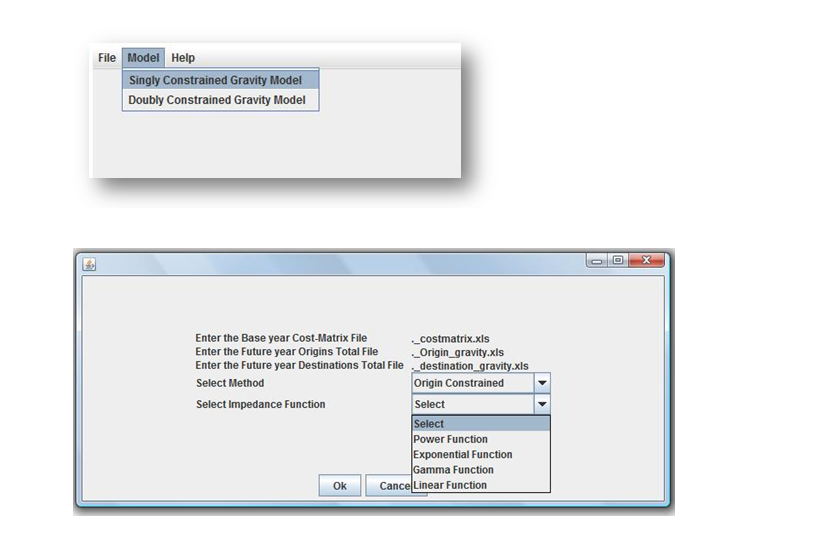 File Model Help
Singly Constrained Gravity Model
Doubly Constrained Gravity Model
Enter the Base year Cost-Matrix File ._costmatrix.xls
Enter the Future year Origins Total File ._Origin_gravity.xls
Enter the Future year Destinations Total File ._destination_gravity.xls
Select Method Origin Constrained
Select Impedance Function Select
Select
Power Function
Exponential Function
Gamma Function
Linear Function
Ok Cance